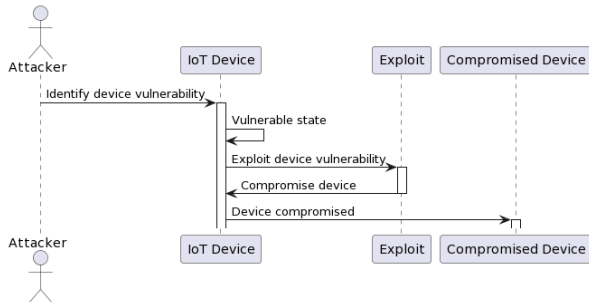 Attacker
IoT Device
Exploit
Compromised Device
Identify device vulnerability
Vulnerable state
Exploit device vulnerability
Compromise device
Device compromised
Attacker
IoT Device
Exploit
Compromised Device